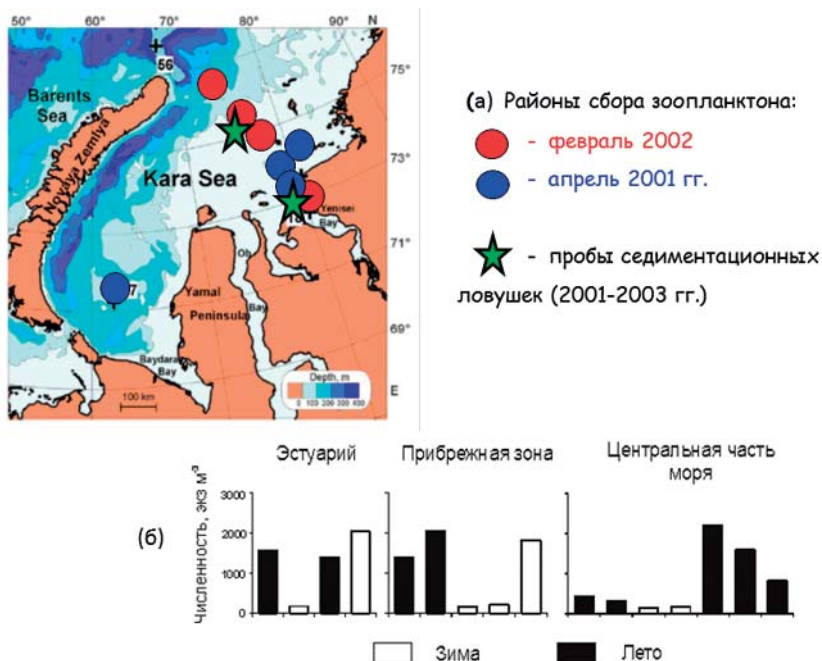 50° 60° 70° 80° 90° N
56
75°
Barents
Sea
Novaya Zemlya
73°
Kara Sea
Yenisei
Bay
18
71°
Ob
Bay
7
Yamal
Peninsula
69°
Baydara
Bay
Depth, m
0 100 200 300 400
E
100 km
(а) Районы сбора зоопланктона:
- февраль 2002
- апрель 2001 гг.
- пробы седиментационных
ловушек (2001-2003 гг.)
(б)
Эстуарий
Прибрежная зона
Центральная часть
моря
Численность, экз м⁻³
3000
2000
1000
0
Зима
Лето